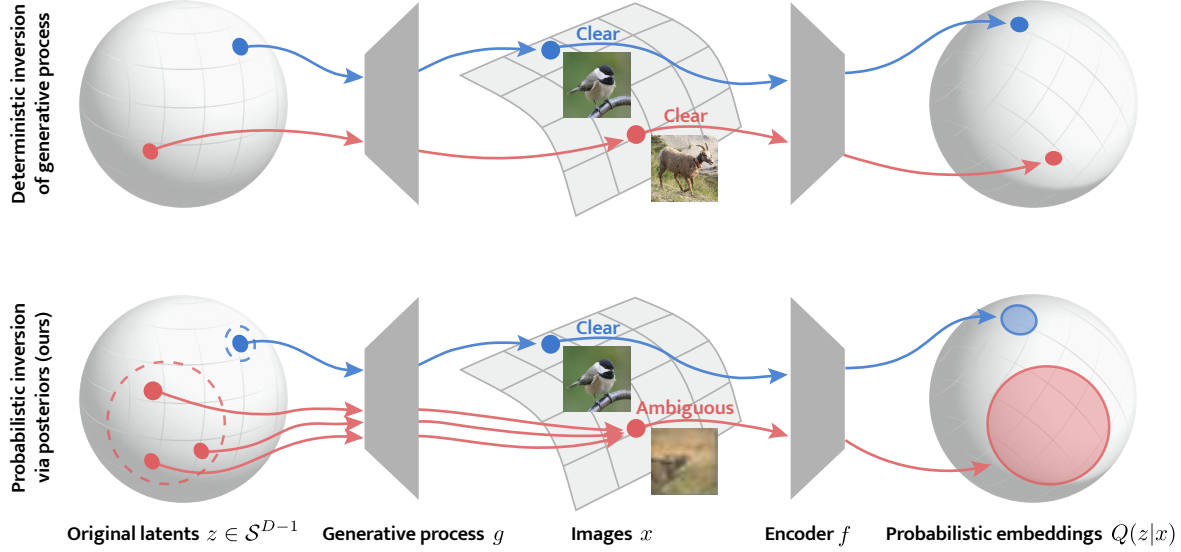 Deterministic inversion
of generative process
Clear
Clear
Probabilistic inversion
via posteriors (ours)
Clear
Ambiguous
Original latents z ∈ 𝒮^{D−1}
Generative process g
Images x
Encoder f
Probabilistic embeddings Q(z|x)